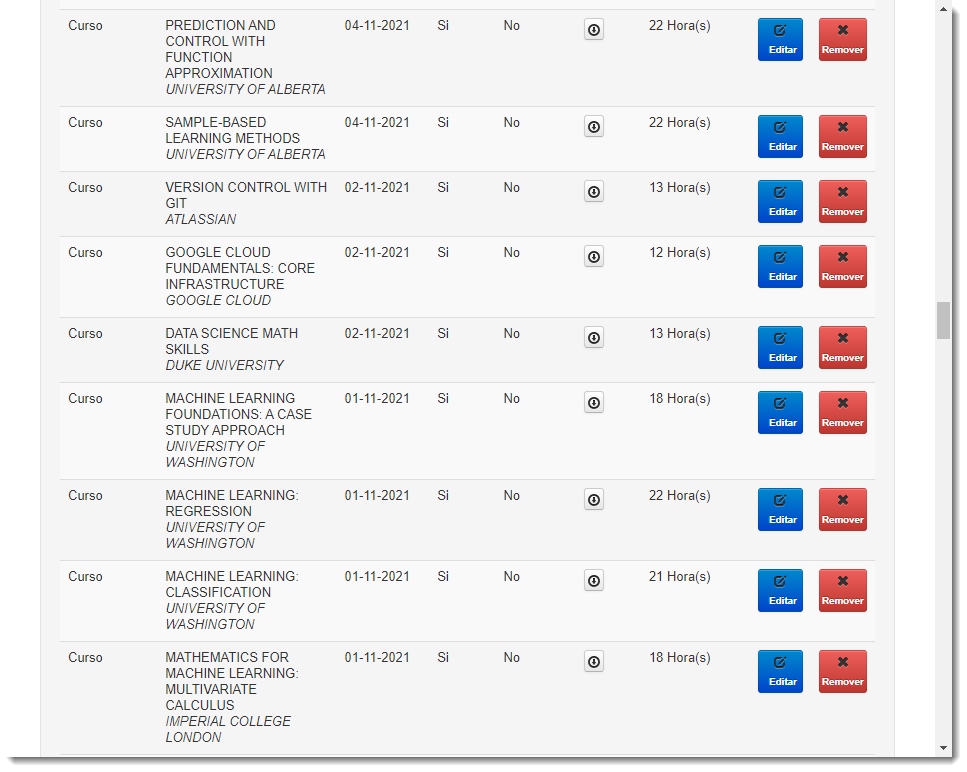 Curso PREDICTION AND 04-11-2021 Si No 22 Hora(s)
CONTROL WITH
FUNCTION
APPROXIMATION
UNIVERSITY OF ALBERTA
Editar Remover
Curso SAMPLE-BASED 04-11-2021 Si No 22 Hora(s)
LEARNING METHODS
UNIVERSITY OF ALBERTA
Editar Remover
Curso VERSION CONTROL WITH 02-11-2021 Si No 13 Hora(s)
GIT
ATLASSIAN
Editar Remover
Curso GOOGLE CLOUD 02-11-2021 Si No 12 Hora(s)
FUNDAMENTALS: CORE
INFRASTRUCTURE
GOOGLE CLOUD
Editar Remover
Curso DATA SCIENCE MATH 02-11-2021 Si No 13 Hora(s)
SKILLS
DUKE UNIVERSITY
Editar Remover
Curso MACHINE LEARNING 01-11-2021 Si No 18 Hora(s)
FOUNDATIONS: A CASE
STUDY APPROACH
UNIVERSITY OF
WASHINGTON
Editar Remover
Curso MACHINE LEARNING: 01-11-2021 Si No 22 Hora(s)
REGRESSION
UNIVERSITY OF
WASHINGTON
Editar Remover
Curso MACHINE LEARNING: 01-11-2021 Si No 21 Hora(s)
CLASSIFICATION
UNIVERSITY OF
WASHINGTON
Editar Remover
Curso MATHEMATICS FOR 01-11-2021 Si No 18 Hora(s)
MACHINE LEARNING:
MULTIVARIATE
CALCULUS
IMPERIAL COLLEGE
LONDON
Editar Remover